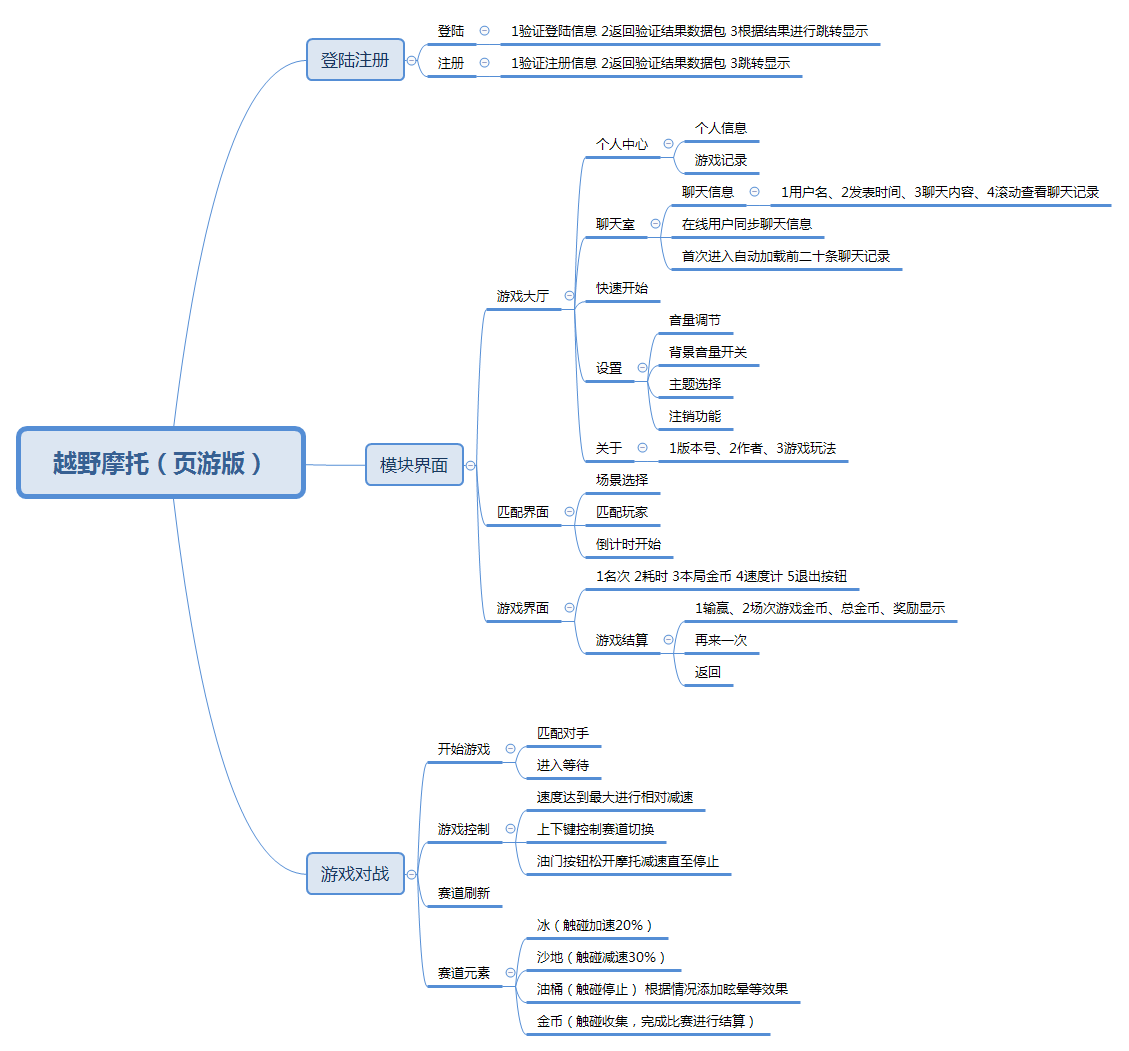 越野摩托（页游版）
登陆注册
登陆
1验证登陆信息 2返回验证结果数据包 3根据结果进行跳转显示
注册
1验证注册信息 2返回验证结果数据包 3跳转显示
模块界面
游戏大厅
个人中心
个人信息
游戏记录
聊天室
聊天信息
1用户名、2发表时间、3聊天内容、4滚动查看聊天记录
在线用户同步聊天信息
首次进入自动加载前二十条聊天记录
快速开始
设置
音量调节
背景音量开关
主题选择
注销功能
关于
1版本号、2作者、3游戏玩法
匹配界面
场景选择
匹配玩家
倒计时开始
游戏界面
1名次 2耗时 3本局金币 4速度计 5退出按钮
游戏结算
1输赢、2场次游戏金币、总金币、奖励显示
再来一次
返回
游戏对战
开始游戏
匹配对手
进入等待
游戏控制
速度达到最大进行相对减速
上下键控制赛道切换
油门按钮松开摩托减速直至停止
赛道刷新
赛道元素
冰（触碰加速20%）
沙地（触碰减速30%）
油桶（触碰停止） 根据情况添加眩晕等效果
金币（触碰收集，完成比赛进行结算）